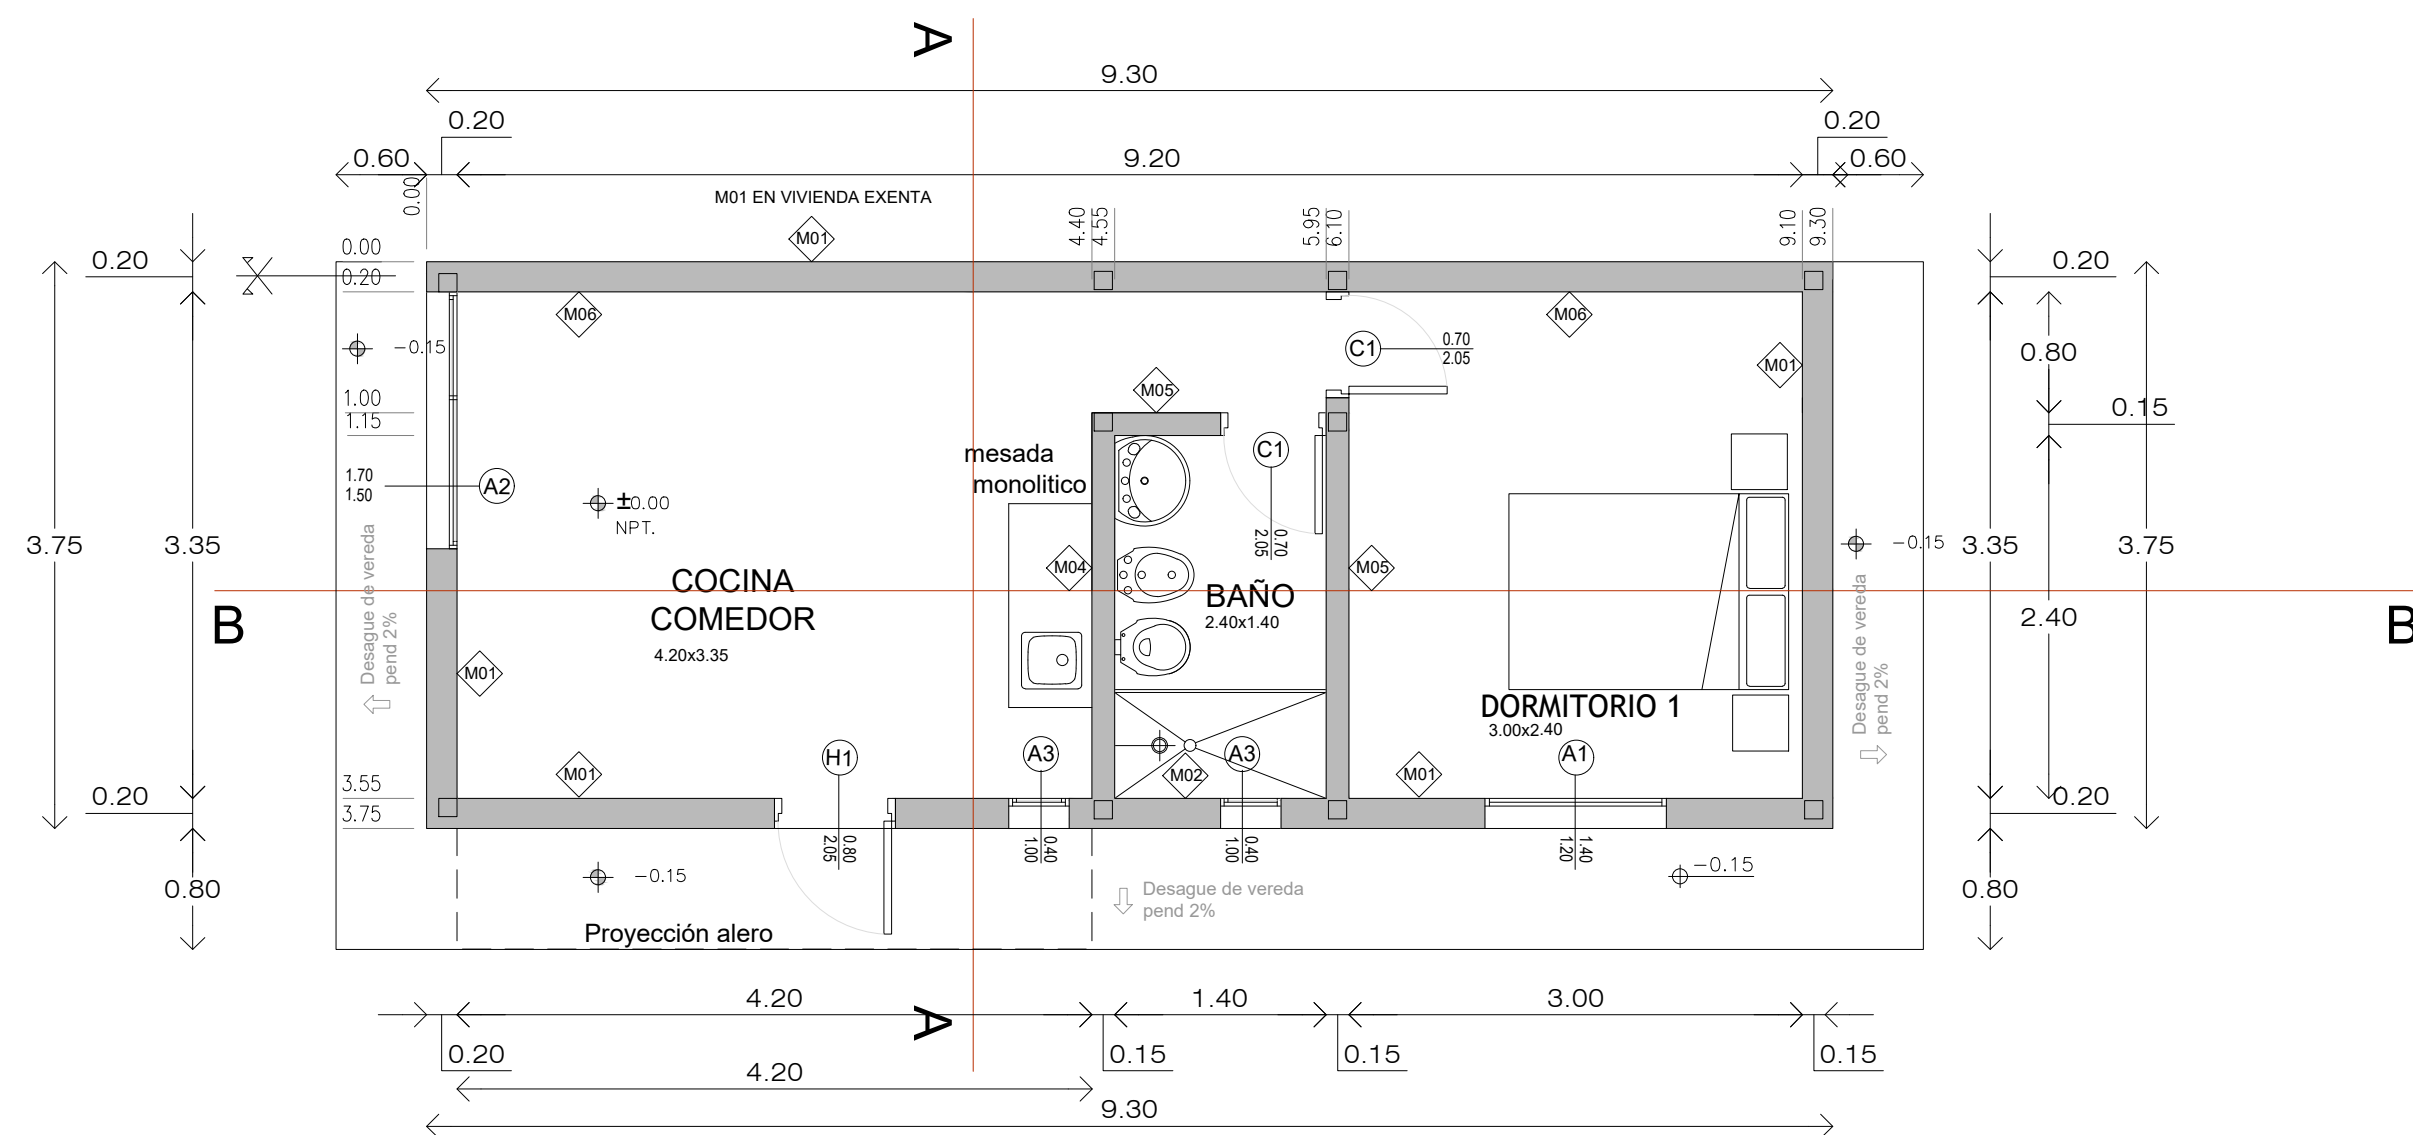 A
9.30
0.20
0.20
0.60
9.20
0.60
0.00
M01 EN VIVIENDA EXENTA
M01
4.40
4.55
5.95
6.10
9.10
9.30
0.00
0.20
0.20
0.20
M06
M06
-0.15
C1
0.70
2.05
M01
0.80
1.00
1.15
M05
0.15
mesada
monolitico
C1
0.70
2.05
1.70
1.50
A2
±0.00
NPT.
3.75
3.35
-0.15
3.35
3.75
Desague de vereda
pend 2%
COCINA
COMEDOR
4.20x3.35
M04
BAÑO
2.40x1.40
M05
2.40
B
B
M01
DORMITORIO 1
3.00x2.40
Desague de vereda
pend 2%
M01
H1
A3
M02
A3
M01
A1
3.55
3.75
0.20
0.20
0.80
2.05
0.40
1.00
0.40
1.00
1.40
1.20
-0.15
-0.15
0.80
0.80
Desague de vereda
pend 2%
Proyección alero
4.20
A
1.40
3.00
0.20
0.15
0.15
0.15
4.20
9.30